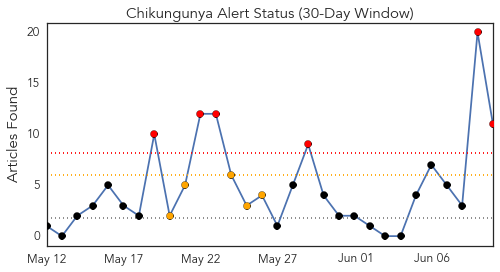 Chikungunya Alert Status (30-Day Window)
Articles Found
20
15
10
5
0
May 12
May 17
May 22
May 27
Jun 01
Jun 06